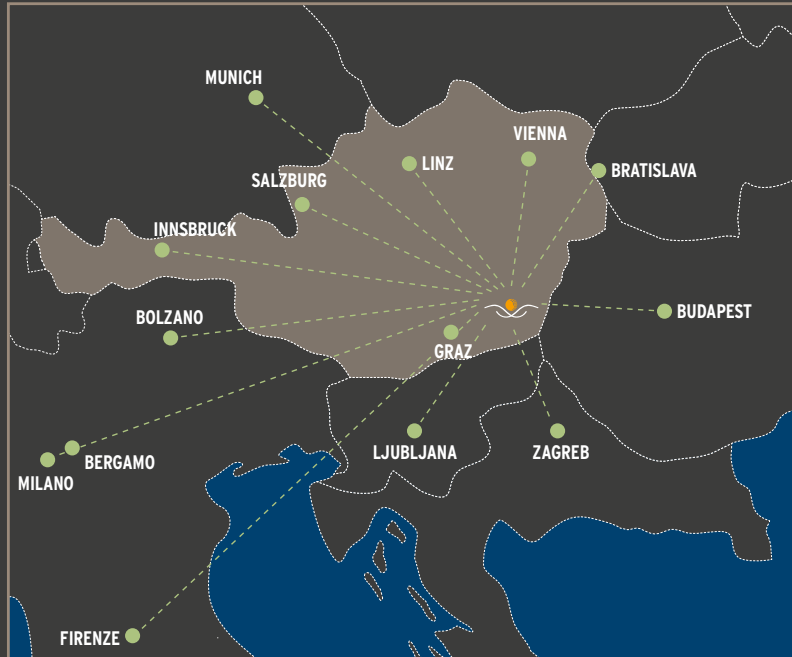 MUNICH
VIENNA
LINZ
BRATISLAVA
SALZBURG
INNSBRUCK
BOLZANO
BUDAPEST
GRAZ
LJUBLJANA
ZAGREB
BERGAMO
MILANO
FIRENZE